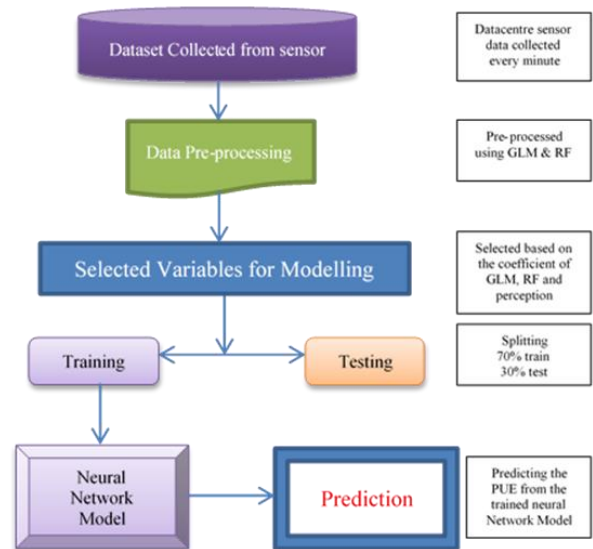 Dataset Collected from sensor
Datacentre sensor
data collected
every minute
Data Pre-processing
Pre-processed
using GLM & RF
Selected Variables for Modelling
Selected based on
the coefficient of
GLM, RF and
perception
Training
Testing
Splitting
70% train
30% test
Neural
Network
Model
Prediction
Predicting the
PUE from the
trained neural
Network Model